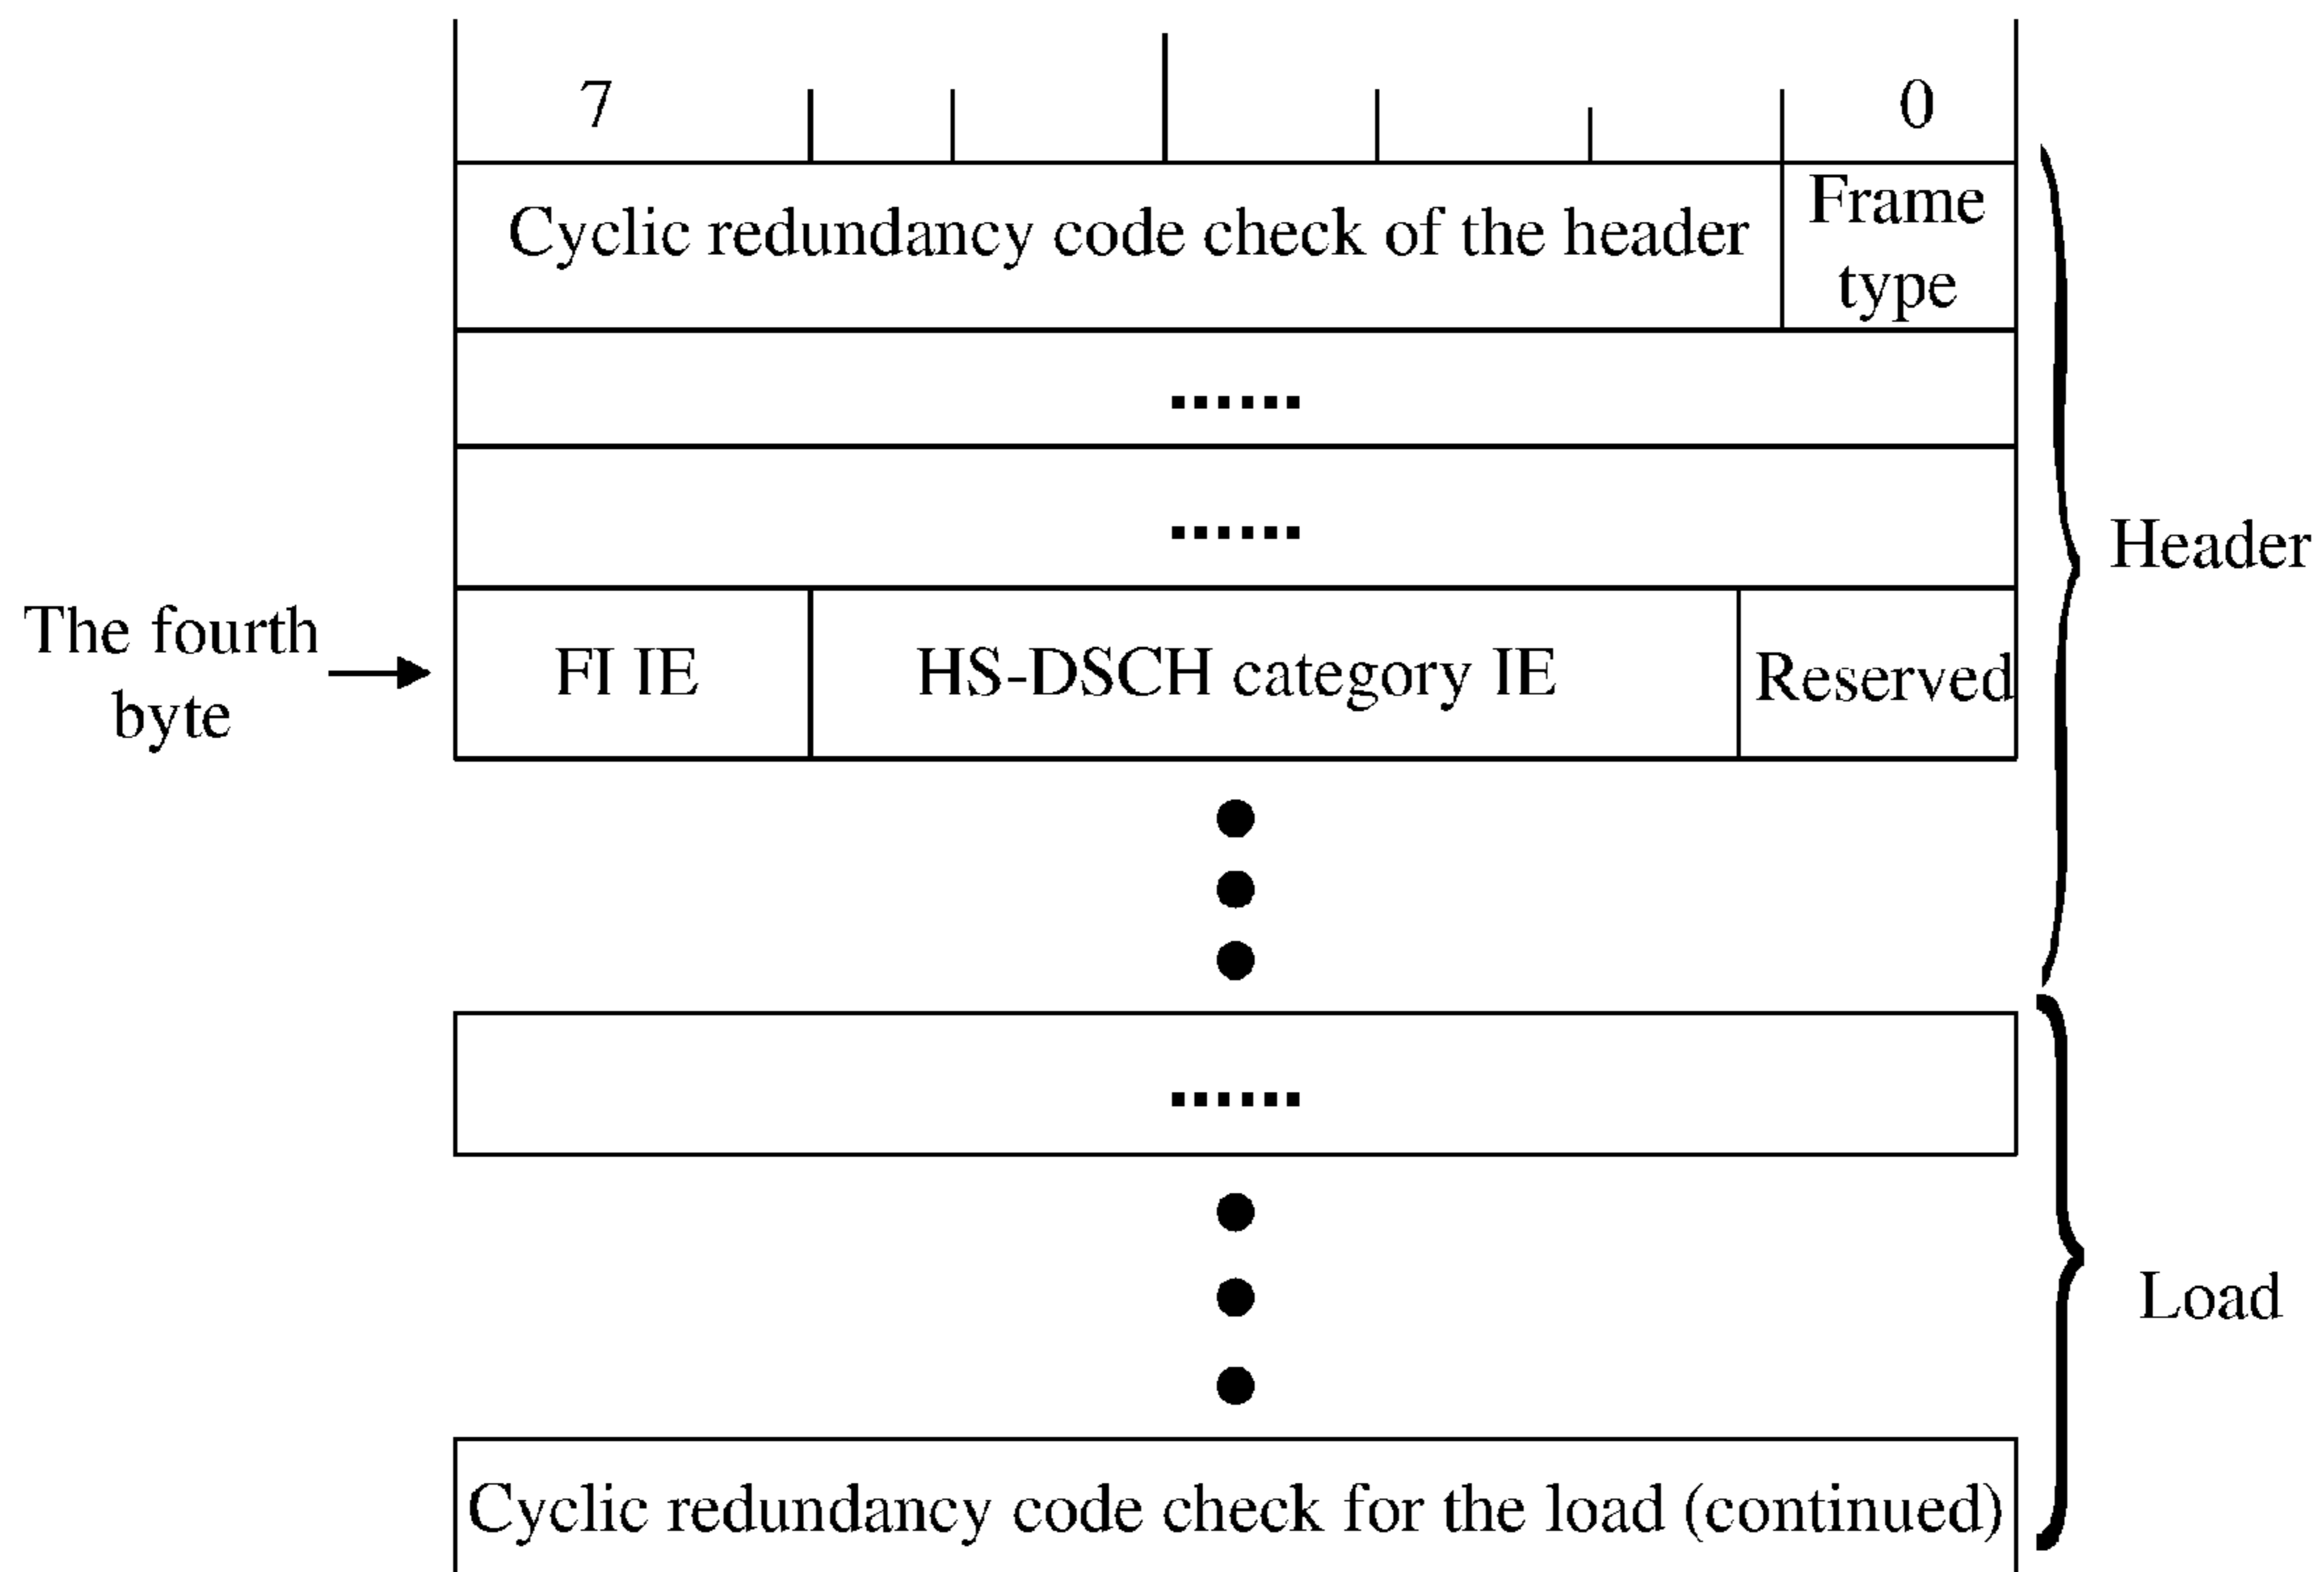 7 0
Cyclic redundancy code check of the header
Frame
type
......
......
Header
The fourth
byte
FI IE
HS-DSCH category IE
Reserved
......
Load
Cyclic redundancy code check for the load (continued)